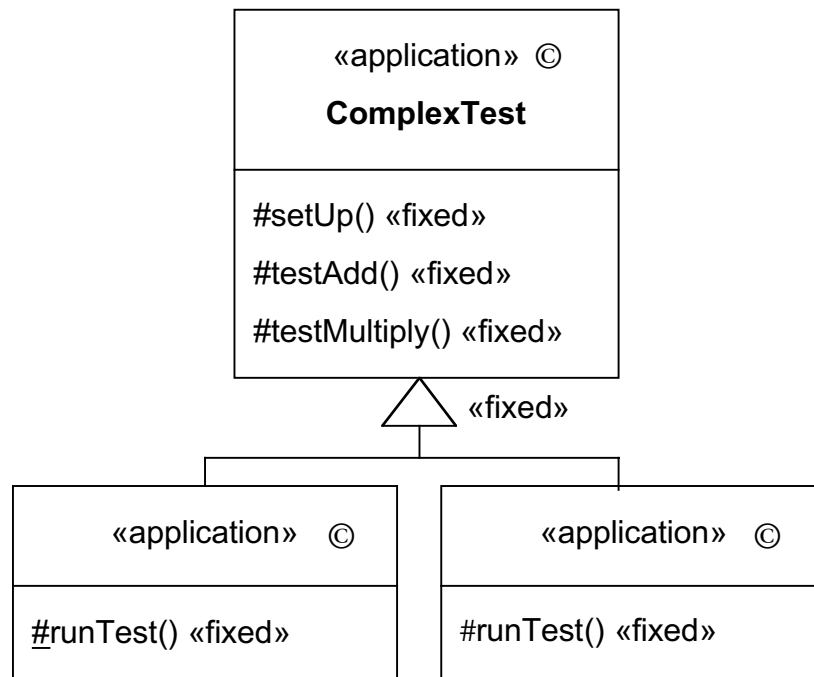 «application» ©
ComplexTest
#setUp() «fixed»
#testAdd() «fixed»
#testMultiply() «fixed»
«fixed»
«application» ©
#runTest() «fixed»
«application» ©
#runTest() «fixed»